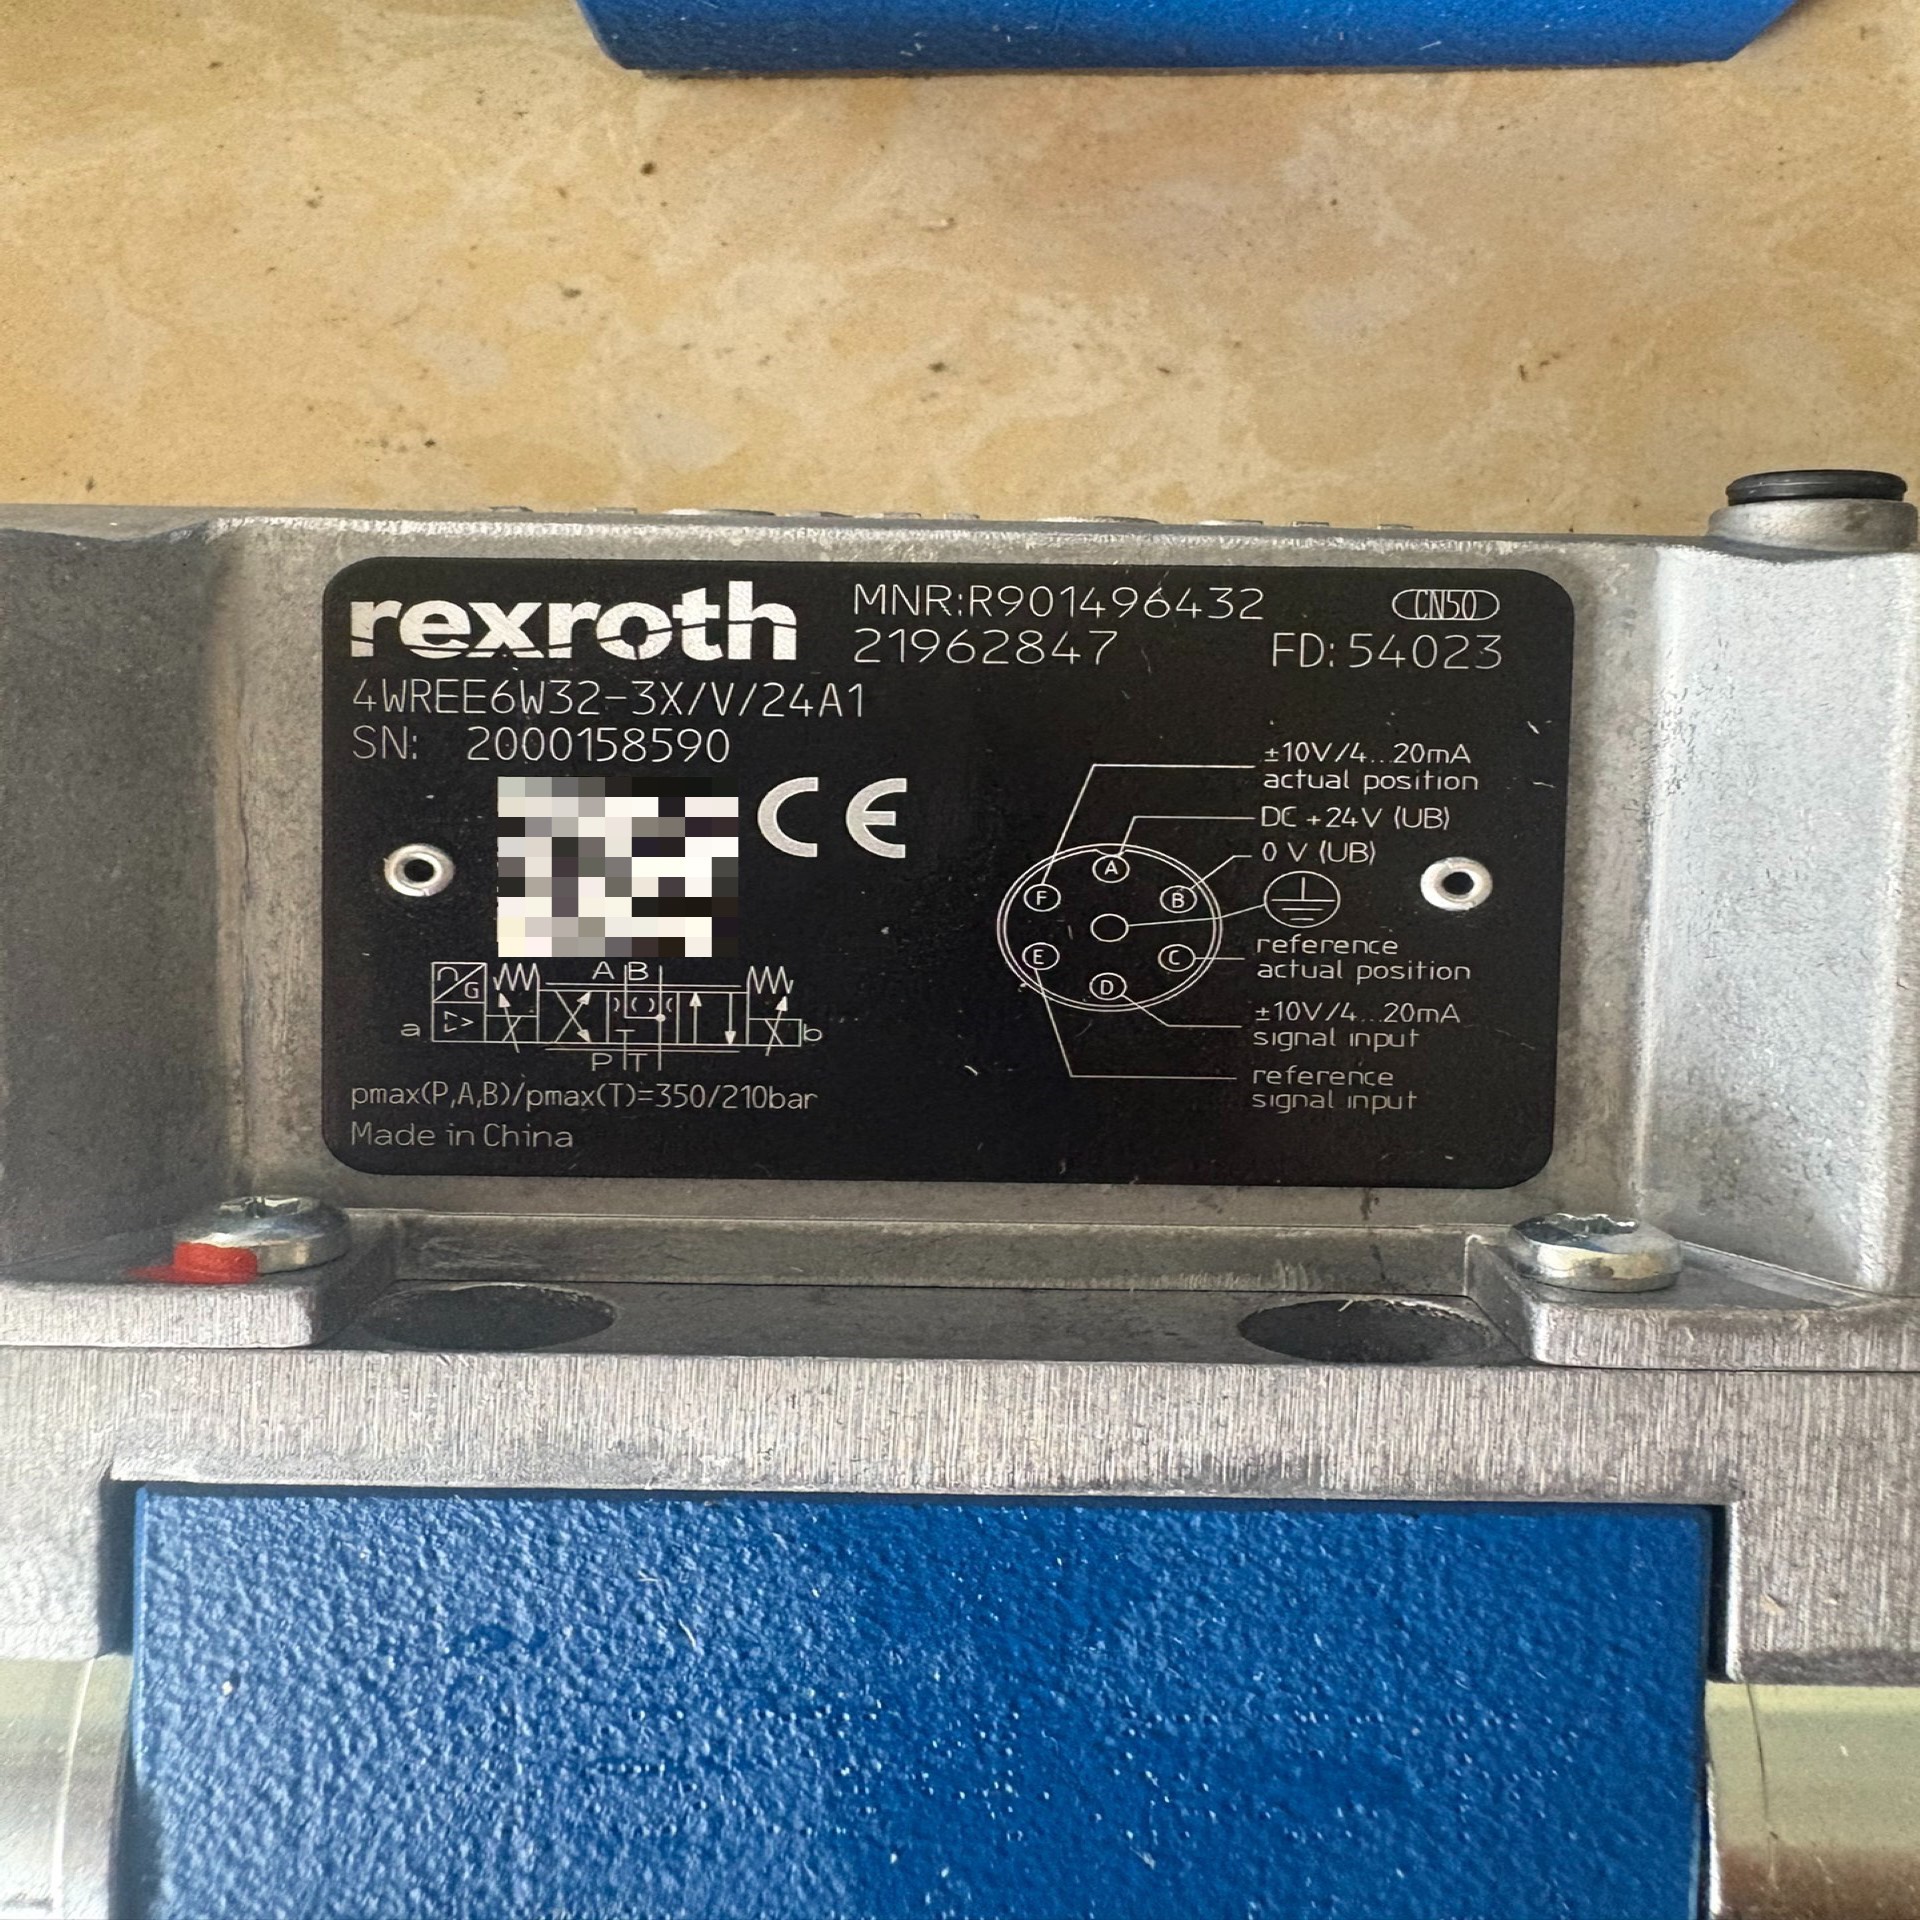 rexroth
MNR:R901496432
CN50
21962847
FD:54023
4WREE6W32-3X/V/24A1
SN: 2000158590
CE
±10V/4...20mA
actual position
DC +24V (UB)
0 V (UB)
A
F
B
E
C
D
reference
actual position
±10V/4...20mA
signal input
reference
signal input
A B
G
a
b
P T
pmax(P,A,B)/pmax(T)=350/210bar
Made in China